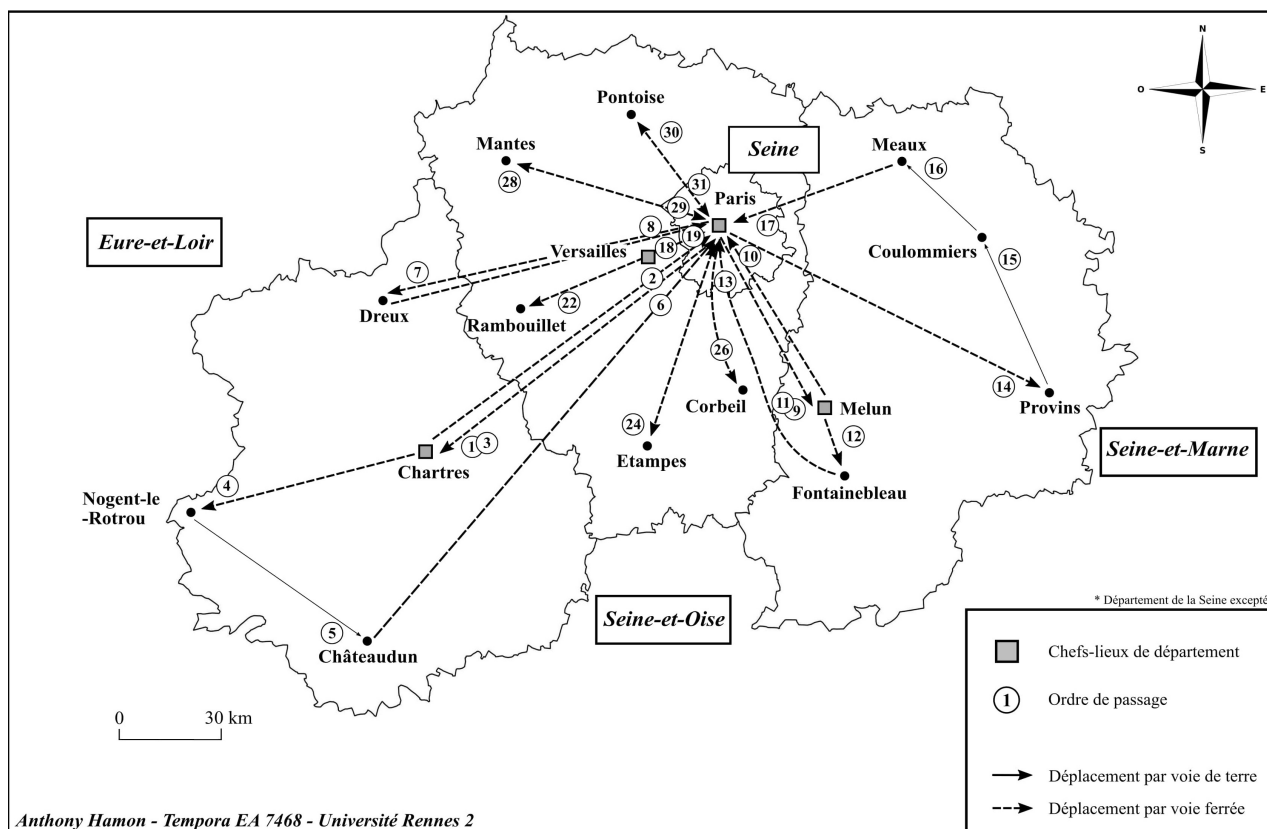 N
O
E
S
Pontoise
30
Mantes
28
Seine
Meaux
16
31
Paris
29
Eure-et-Loir
8
19
17
Versailles
18
10
Coulommiers
15
7
2
13
Dreux
22
6
Rambouillet
26
14
Provins
Corbeil
11
9
Melun
12
24
Etampes
1
3
Chartres
Seine-et-Marne
4
Fontainebleau
Nogent-le
-Rotrou
* Département de la Seine excepté
Seine-et-Oise
5
Châteaudun
Chefs-lieux de département
1
Ordre de passage
0
30 km
Déplacement par voie de terre
Déplacement par voie ferrée
Anthony Hamon - Tempora EA 7468 - Université Rennes 2